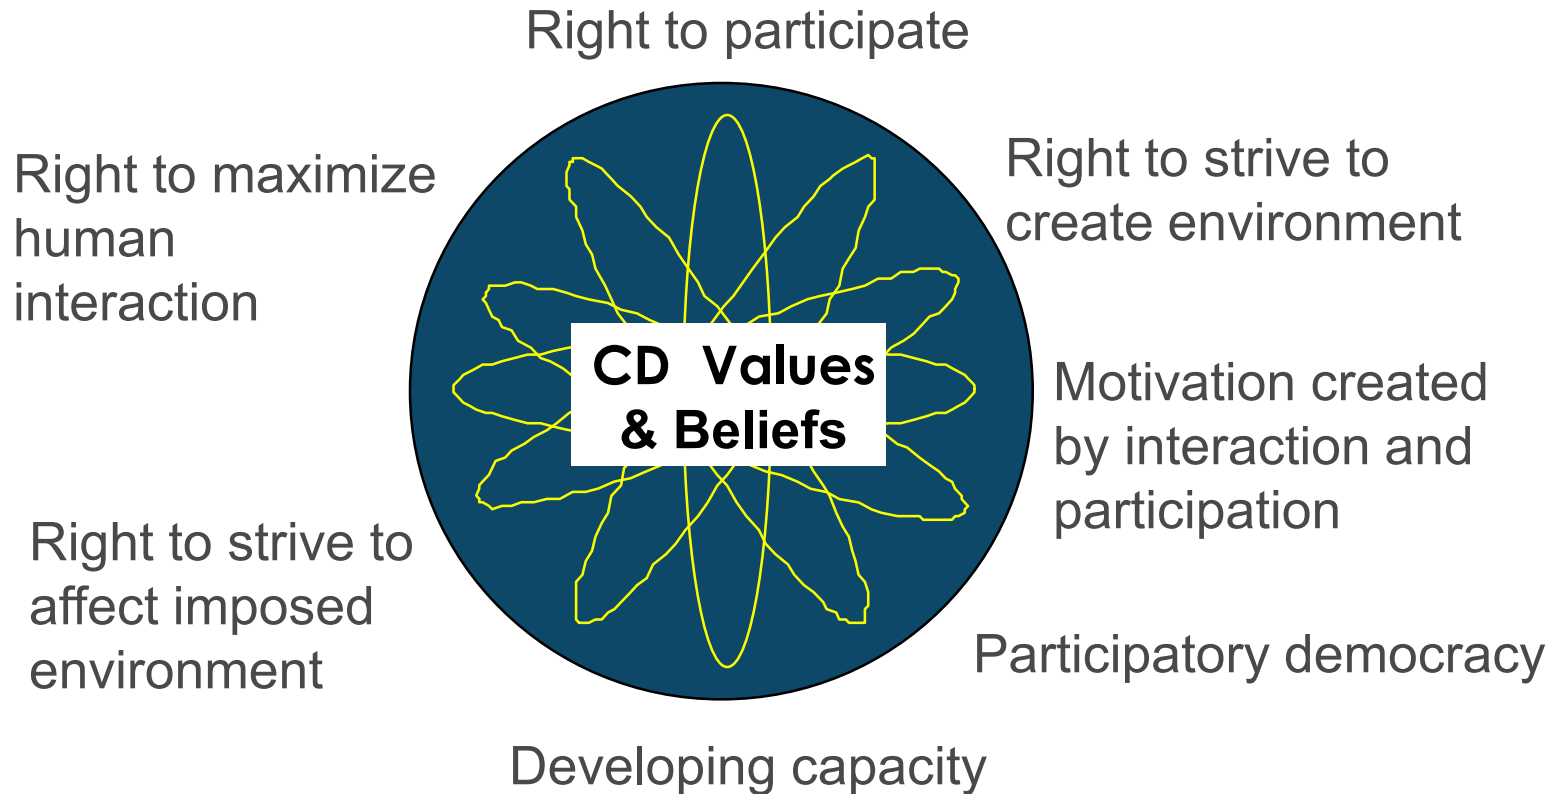 Right to participate
Right to strive to
create environment
Motivation created
by interaction and
participation
Participatory democracy
Developing capacity
Right to strive to
affect imposed
environment
Right to maximize
human
interaction
CD Values
& Beliefs